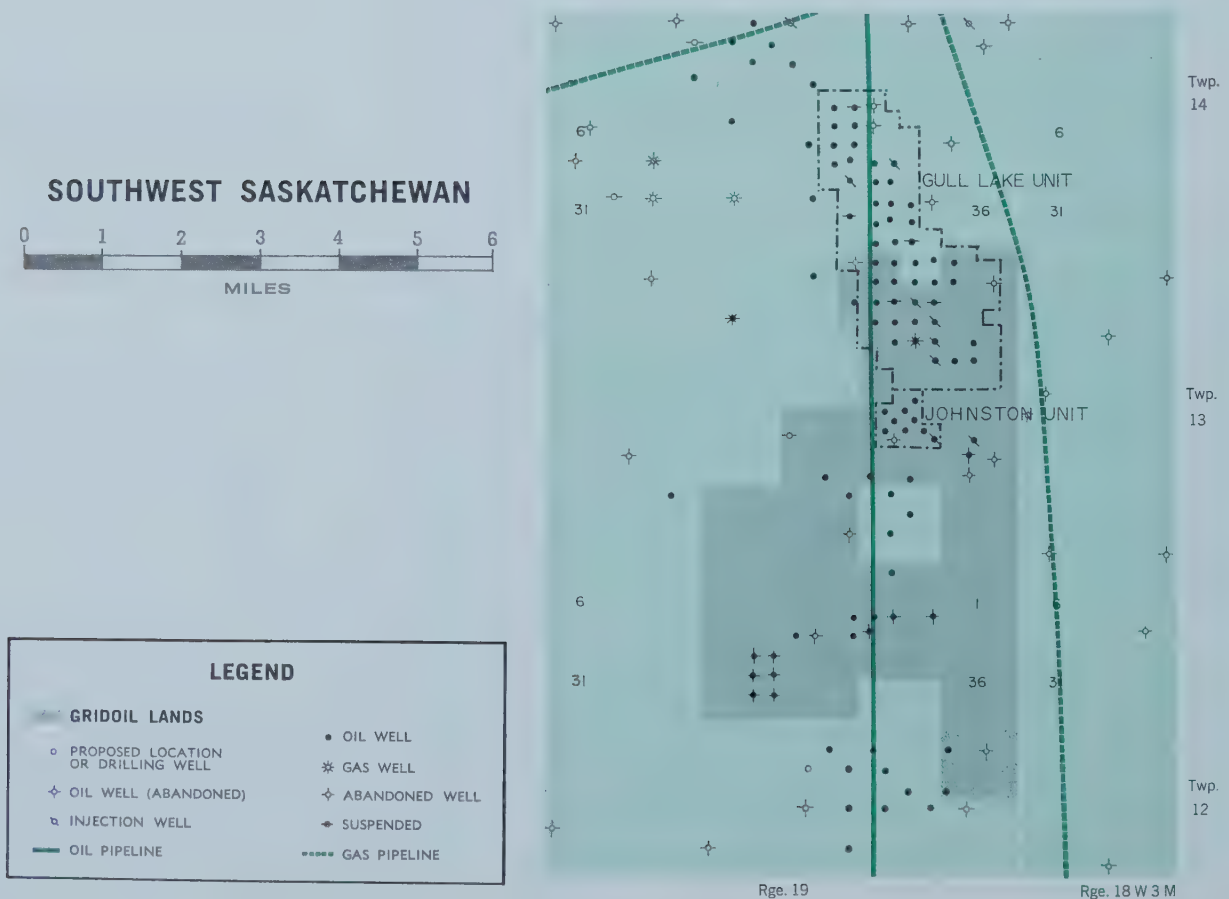 SOUTHWEST SASKATCHEWAN
0 1 2 3 4 5 6
MILES
Twp.
14
6
6
GULL LAKE UNIT
31
36
31
Twp.
13
JOHNSTON UNIT
6
1
6
31
36
3
Twp.
12
Rge. 19
Rge. 18 W 3 M
LEGEND
GRIDOIL LANDS
PROPOSED LOCATION
OR DRILLING WELL
OIL WELL (ABANDONED)
INJECTION WELL
OIL PIPELINE
OIL WELL
GAS WELL
ABANDONED WELL
SUSPENDED
GAS PIPELINE